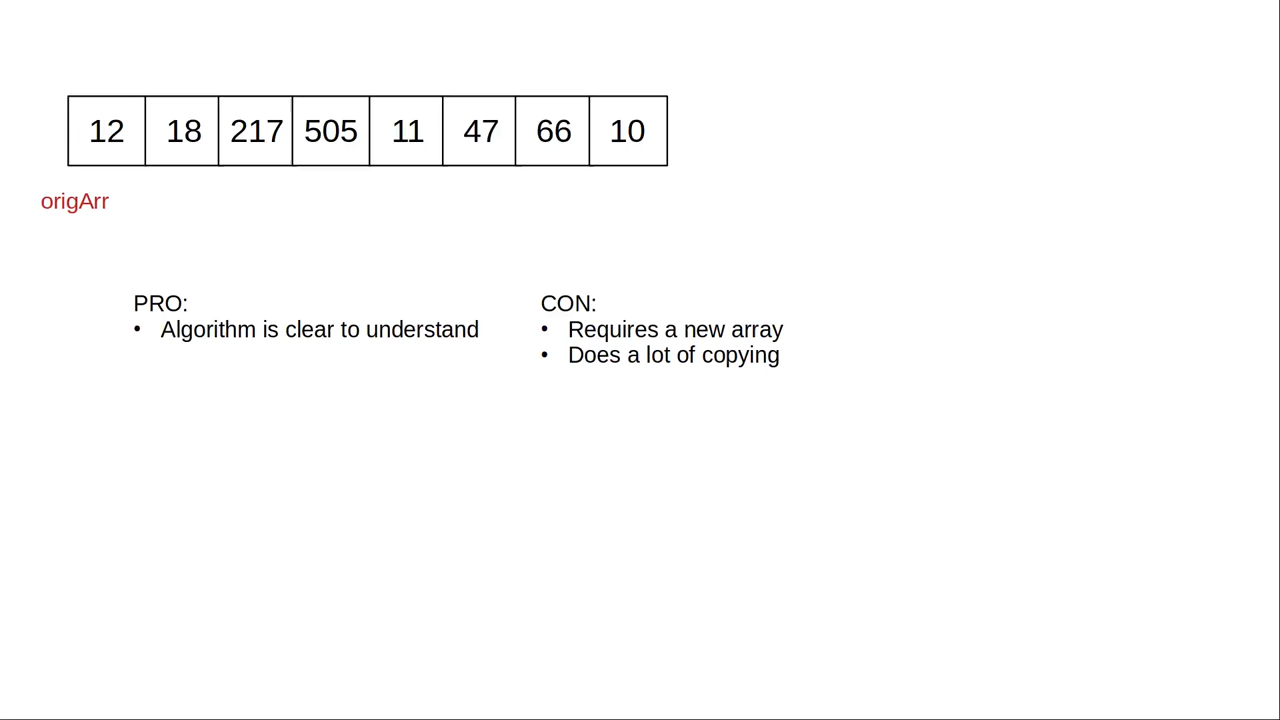 12 18 217 505 11 47 66 10
origArr
PRO:
• Algorithm is clear to understand
CON:
• Requires a new array
• Does a lot of copying